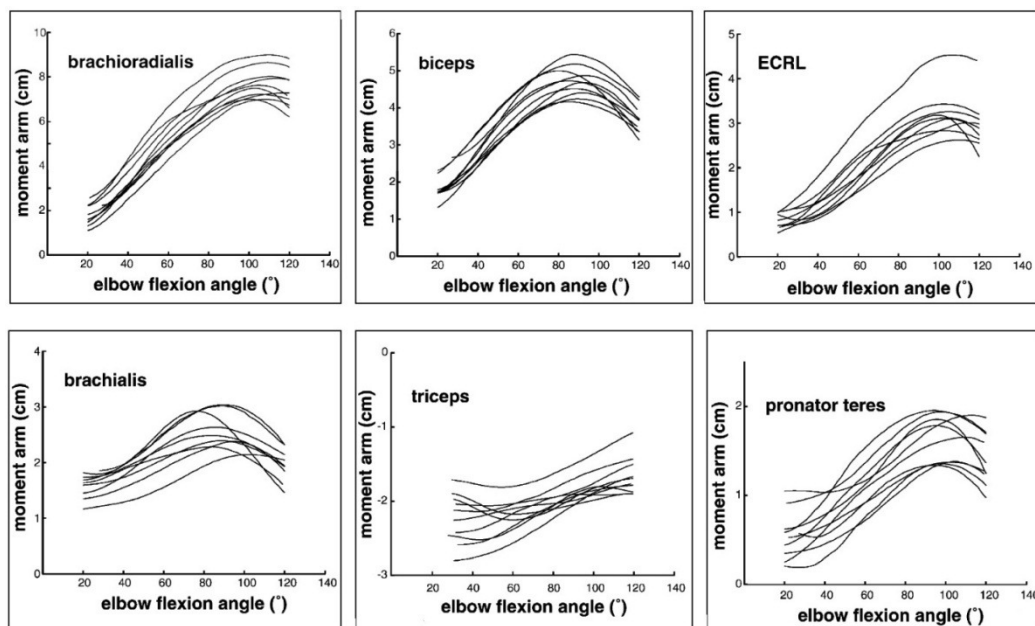 brachioradialis
moment arm (cm)
10
8
6
4
2
0
20 40 60 80 100 120 140
elbow flexion angle (°)
biceps
moment arm (cm)
6
5
4
3
2
1
0
20 40 60 80 100 120 140
elbow flexion angle (°)
ECRL
moment arm (cm)
5
4
3
2
1
0
20 40 60 80 100 120 140
elbow flexion angle (°)
brachialis
moment arm (cm)
4
3
2
1
0
20 40 60 80 100 120 140
elbow flexion angle (°)
triceps
moment arm (cm)
-0
-1
-2
-3
20 40 60 80 100 120 140
elbow flexion angle (°)
pronator teres
moment arm (cm)
2
1
0
20 40 60 80 100 120 140
elbow flexion angle (°)